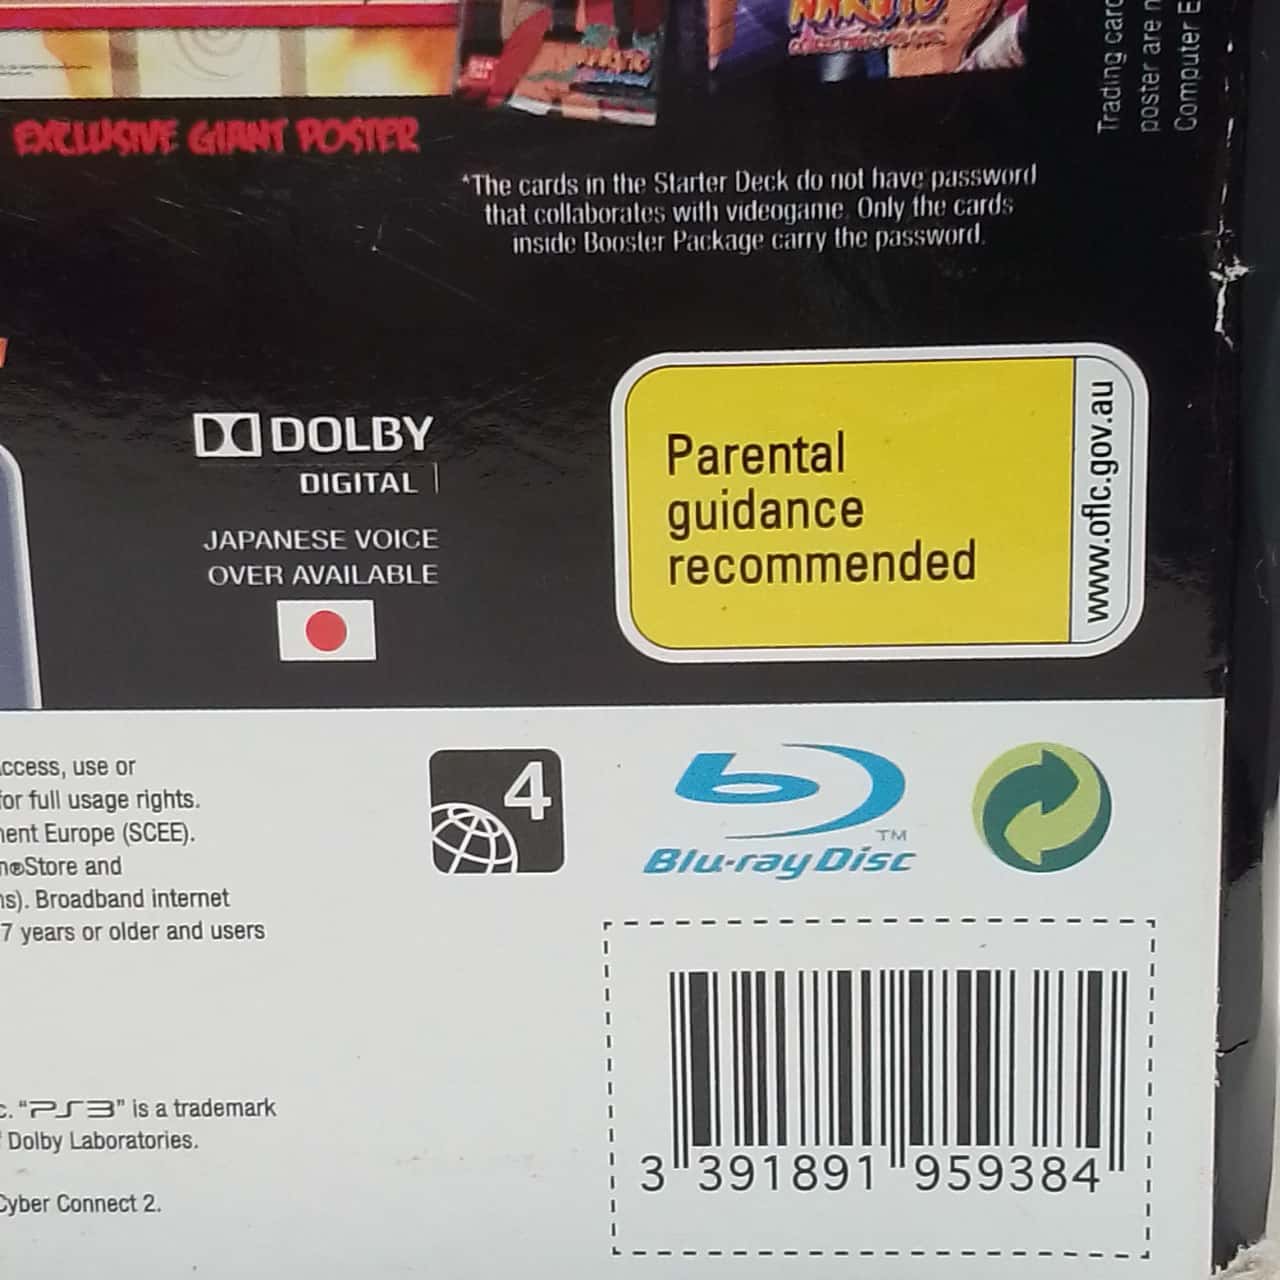 NARUTO
EXCLUSIVE GIANT POSTER
*The cards in the Starter Deck do not have password
that collaborates with videogame. Only the cards
inside Booster Package carry the password.
Trading card
poster are n
Computer E
DOLBY
DIGITAL
JAPANESE VOICE
OVER AVAILABLE
Parental
guidance
recommended
www.oflc.gov.au
ccess, use or
for full usage rights.
ment Europe (SCEE).
n®Store and
ns). Broadband internet
7 years or older and users
4
TM
Blu-ray Disc
c. "PS3" is a trademark
Dolby Laboratories.
Cyber Connect 2.
3 391891 959384